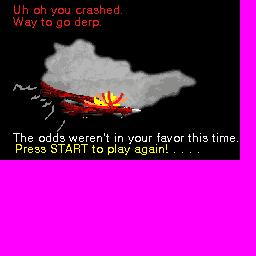 Uh oh you crashed.
Way to go derp.
The odds weren't in your favor this time.
Press START to play again! . . . .